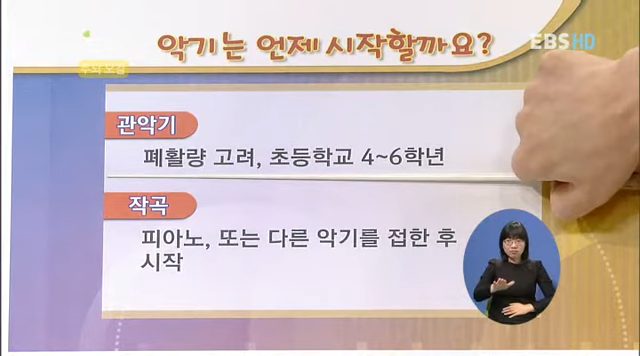 악기는 언제 시작할까요?
EBS HD
관악기
폐활량 고려, 초등학교 4~6학년
작곡
피아노, 또는 다른 악기를 접한 후
시작